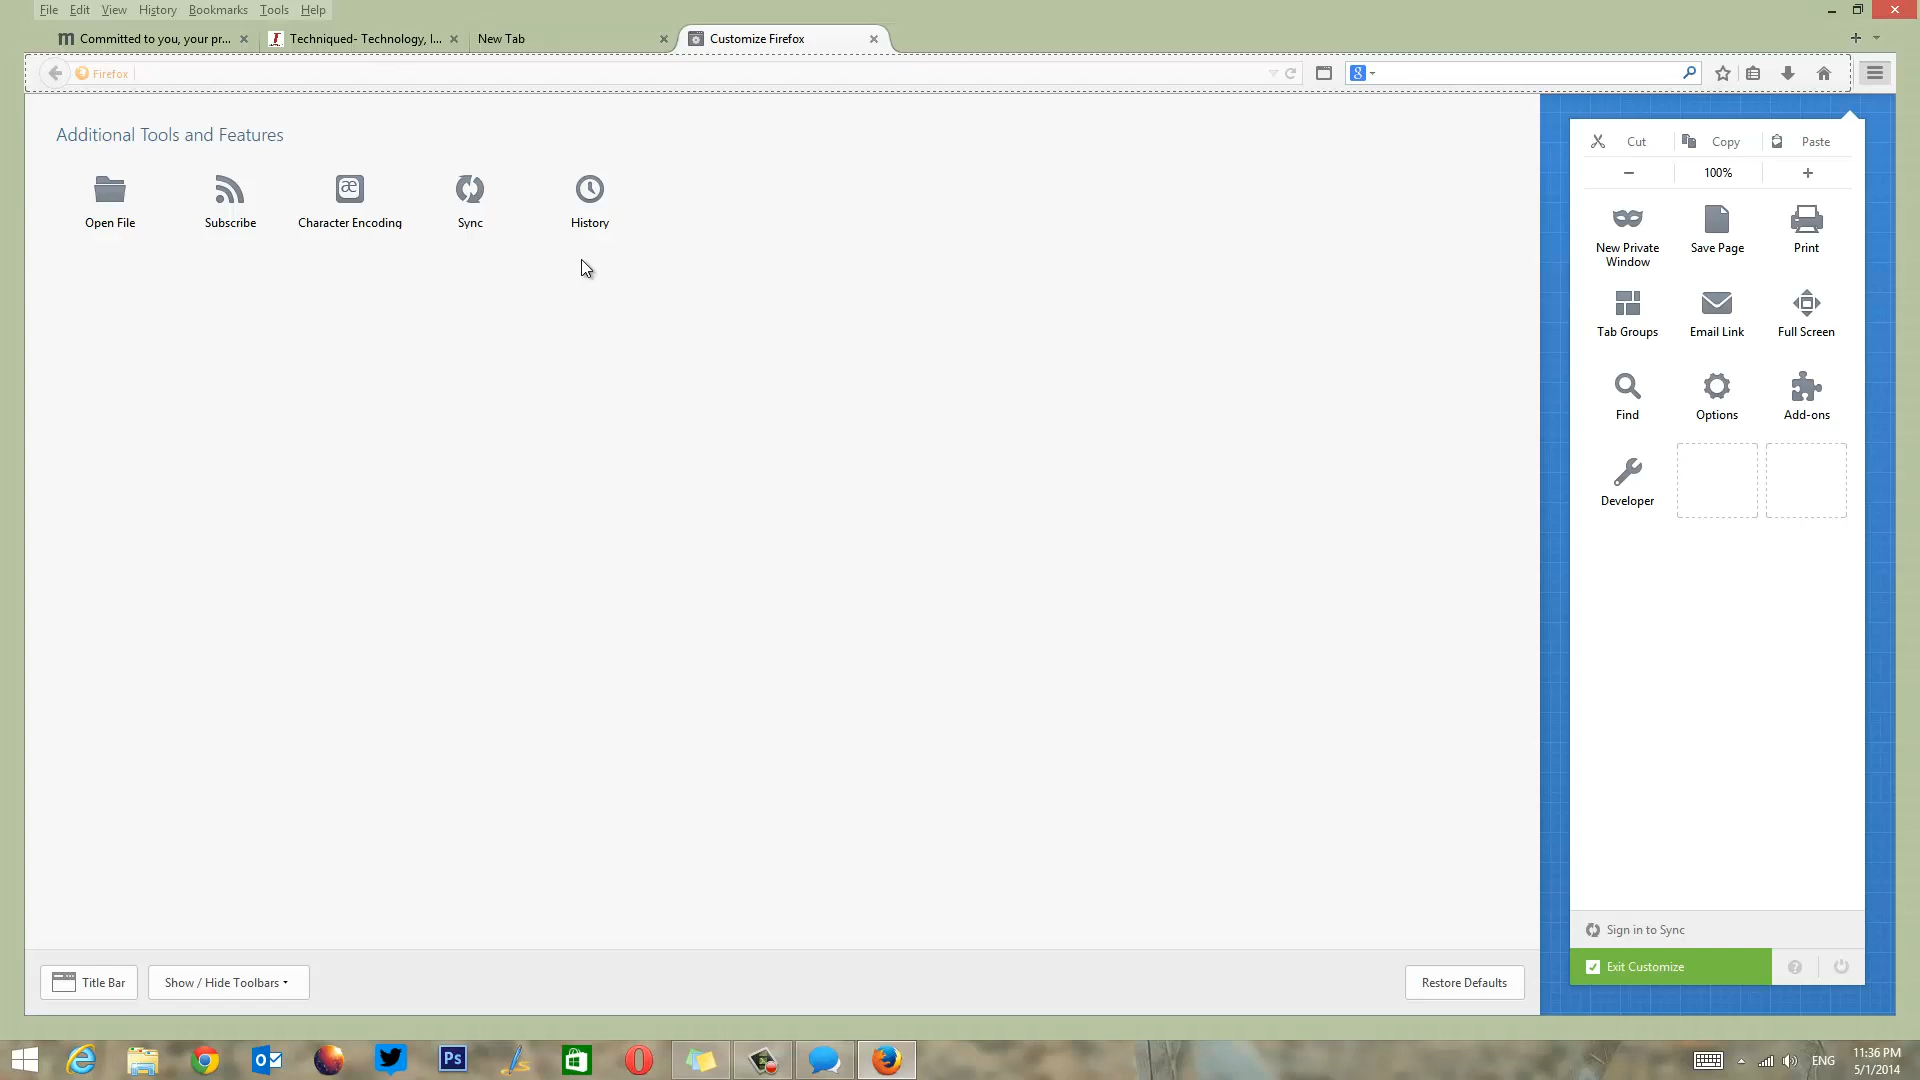 File Edit View History Bookmarks Tools Help
Committed to you, your pr...
Techniqued- Technology, I...
New Tab
Customize Firefox
Firefox
Additional Tools and Features
Open File
Subscribe
Character Encoding
Sync
History
Cut
Copy
Paste
− 100% +
New Private
Window
Save Page
Print
Tab Groups
Email Link
Full Screen
Find
Options
Add-ons
Developer
Sign in to Sync
Exit Customize
Title Bar
Show / Hide Toolbars
Restore Defaults
Ps
ENG
11:36 PM
5/1/2014